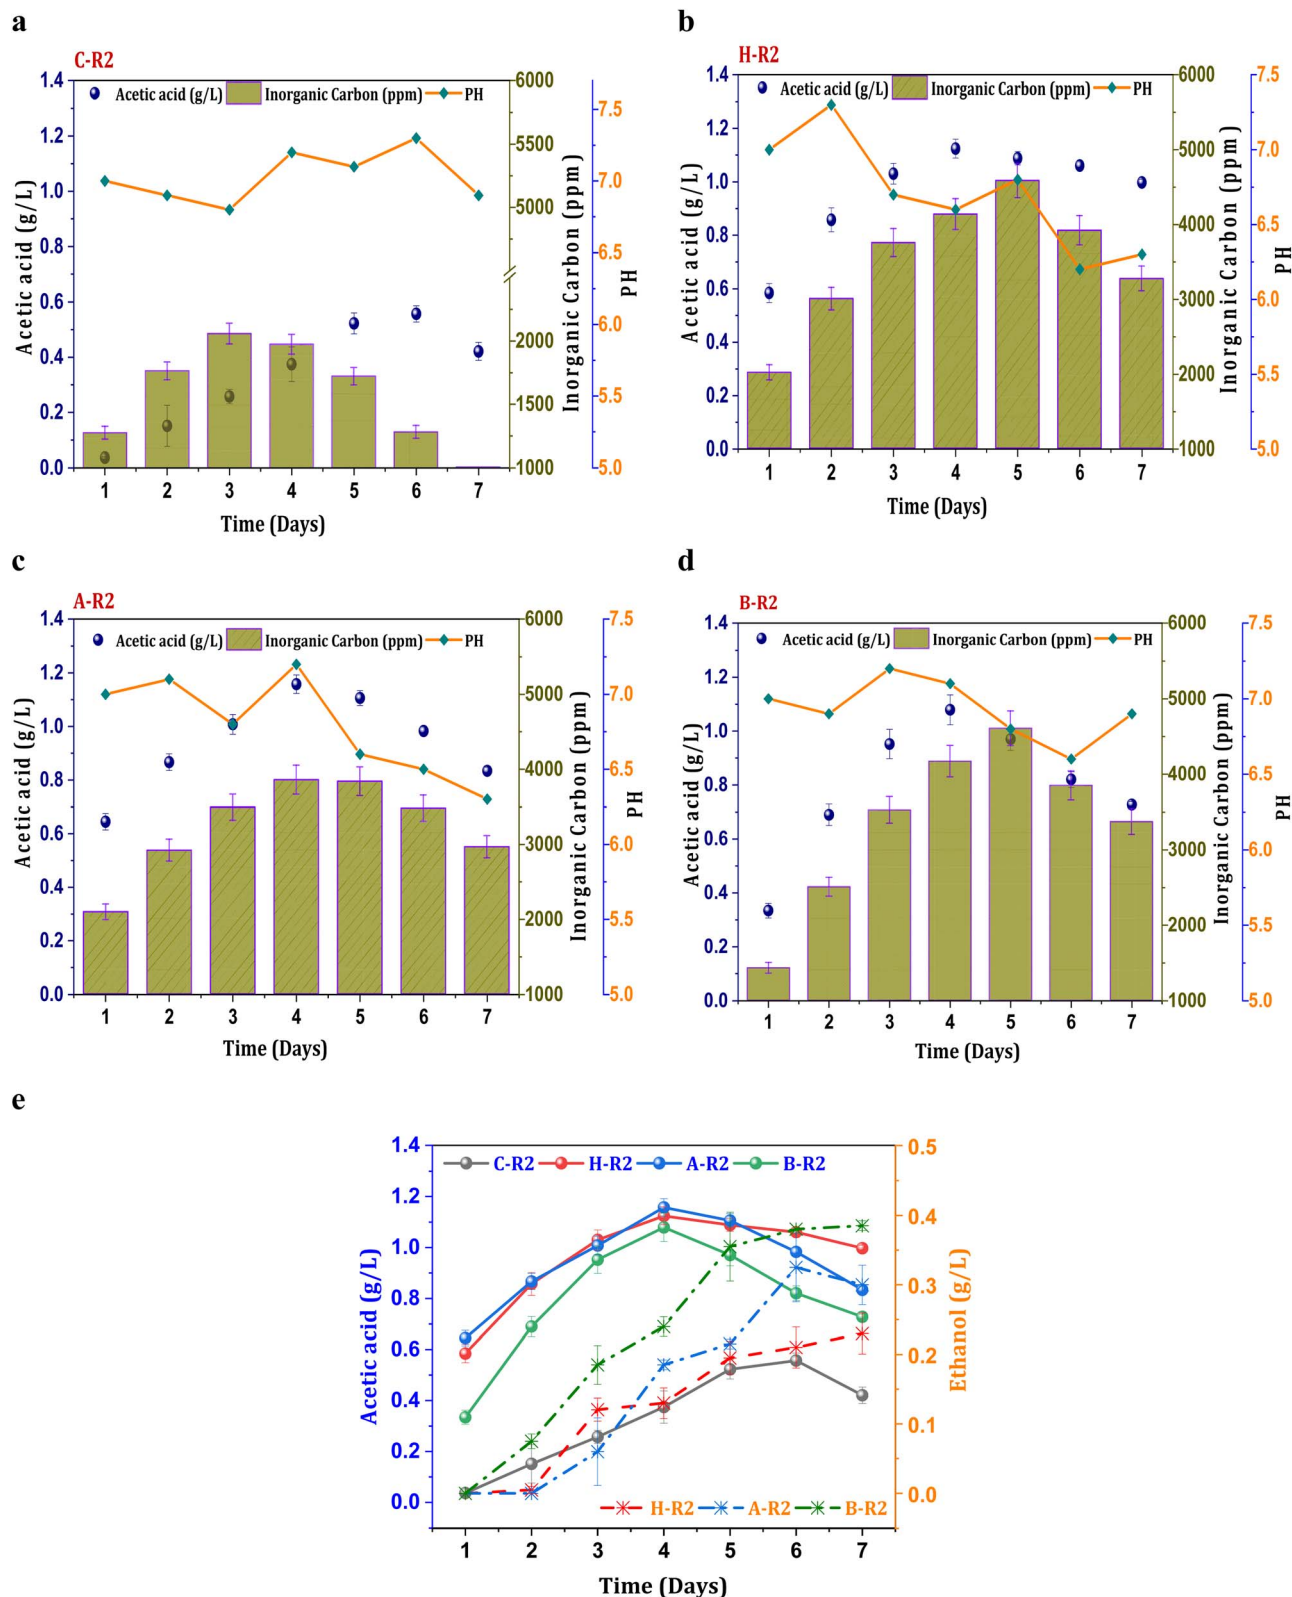 a
C-R2
Acetic acid (g/L) Inorganic Carbon (ppm) PH
1.4
1.2
1.0
0.8
0.6
0.4
0.2
0.0
Acetic acid (g/L)
6000
5500
5000
2000
1500
1000
Inorganic Carbon (ppm)
7.5
7.0
6.5
6.0
5.5
5.0
PH
1 2 3 4 5 6 7
Time (Days)
b
H-R2
Acetic acid (g/L) Inorganic Carbon (ppm) PH
1.4
1.2
1.0
0.8
0.6
0.4
0.2
0.0
Acetic acid (g/L)
6000
5000
4000
3000
2000
1000
Inorganic Carbon (ppm)
7.5
7.0
6.5
6.0
5.5
5.0
PH
1 2 3 4 5 6 7
Time (Days)
c
A-R2
Acetic acid (g/L) Inorganic Carbon (ppm) PH
1.4
1.2
1.0
0.8
0.6
0.4
0.2
0.0
Acetic acid (g/L)
6000
5000
4000
3000
2000
1000
Inorganic Carbon (ppm)
7.5
7.0
6.5
6.0
5.5
5.0
PH
1 2 3 4 5 6 7
Time (Days)
d
B-R2
Acetic acid (g/L) Inorganic Carbon (ppm) PH
1.4
1.2
1.0
0.8
0.6
0.4
0.2
0.0
Acetic acid (g/L)
6000
5000
4000
3000
2000
1000
Inorganic Carbon (ppm)
7.5
7.0
6.5
6.0
5.5
5.0
PH
1 2 3 4 5 6 7
Time (Days)
e
C-R2 H-R2 A-R2 B-R2
1.4
1.2
1.0
0.8
0.6
0.4
0.2
0.0
Acetic acid (g/L)
0.5
0.4
0.3
0.2
0.1
0.0
Ethanol (g/L)
H-R2 A-R2 B-R2
1 2 3 4 5 6 7
Time (Days)